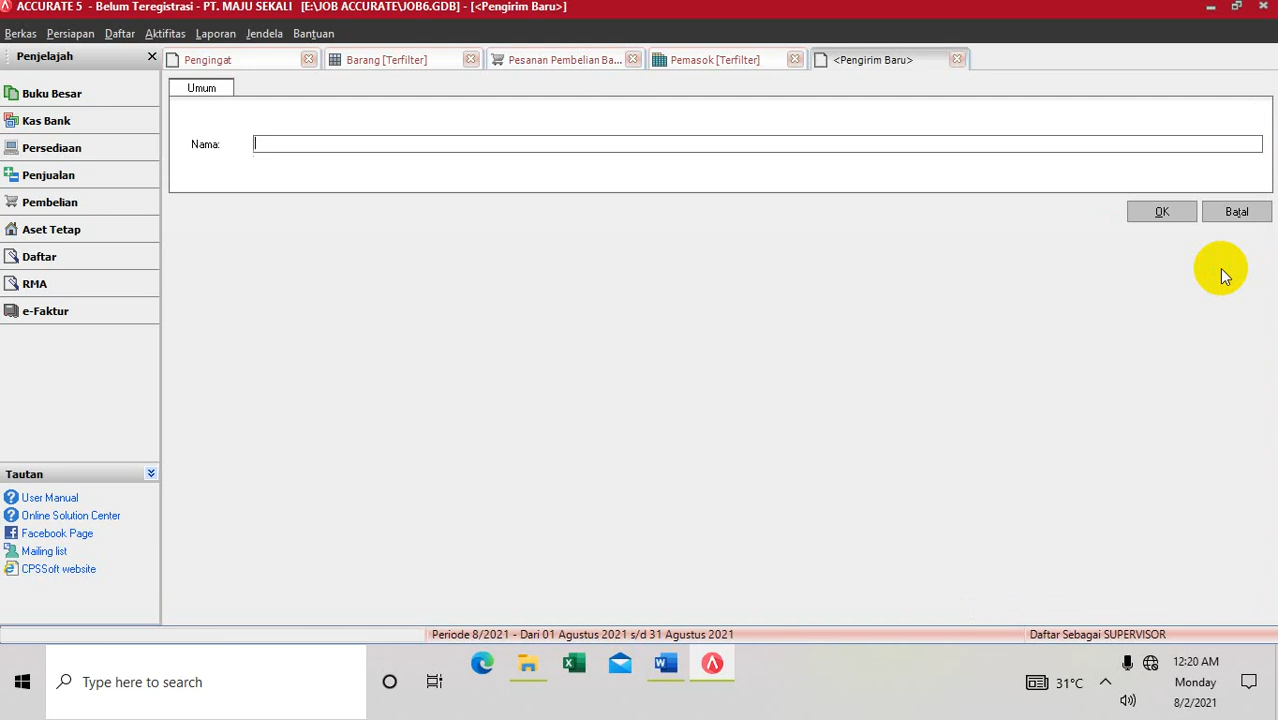 ACCURATE 5 - Belum Teregistrasi - PT. MAJU SEKALI [E:\JOB ACCURATE\JOB6.GDB] - [<Pengirim Baru>]
Berkas Persiapan Daftar Aktifitas Laporan Jendela Bantuan
Penjelajah
Pengingat
Barang [Terfilter]
Pesanan Pembelian Ba...
Pemasok [Terfilter]
<Pengirim Baru>
Umum
Nama:
OK
Batal
Buku Besar
Kas Bank
Persediaan
Penjualan
Pembelian
Aset Tetap
Daftar
RMA
e-Faktur
Tautan
User Manual
Online Solution Center
Facebook Page
Mailing list
CPSSoft website
Periode 8/2021 - Dari 01 Agustus 2021 s/d 31 Agustus 2021
Daftar Sebagai SUPERVISOR
Type here to search
31°C
12:20 AM
Monday
8/2/2021